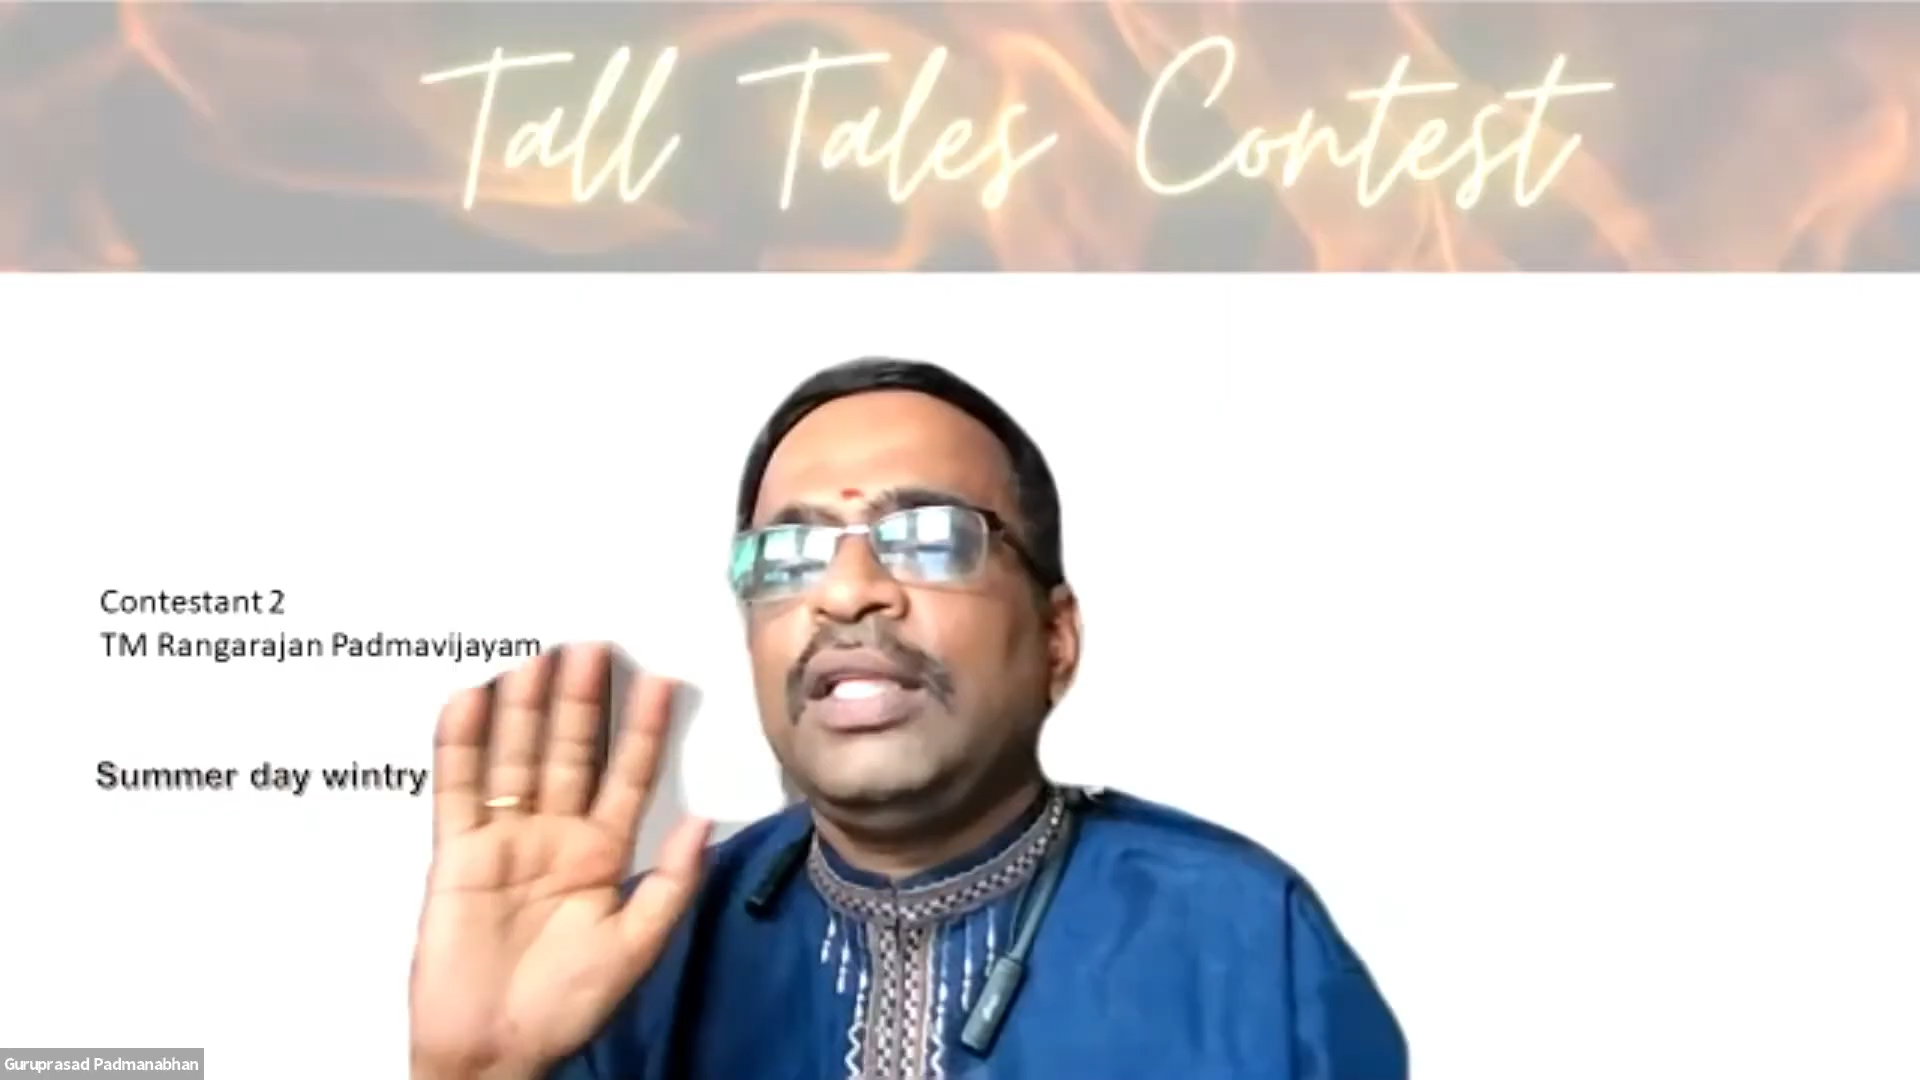 Tall Tales Contest
Contestant 2
TM Rangarajan Padmavijayam
Summer day wintry
Guruprasad Padmanabhan